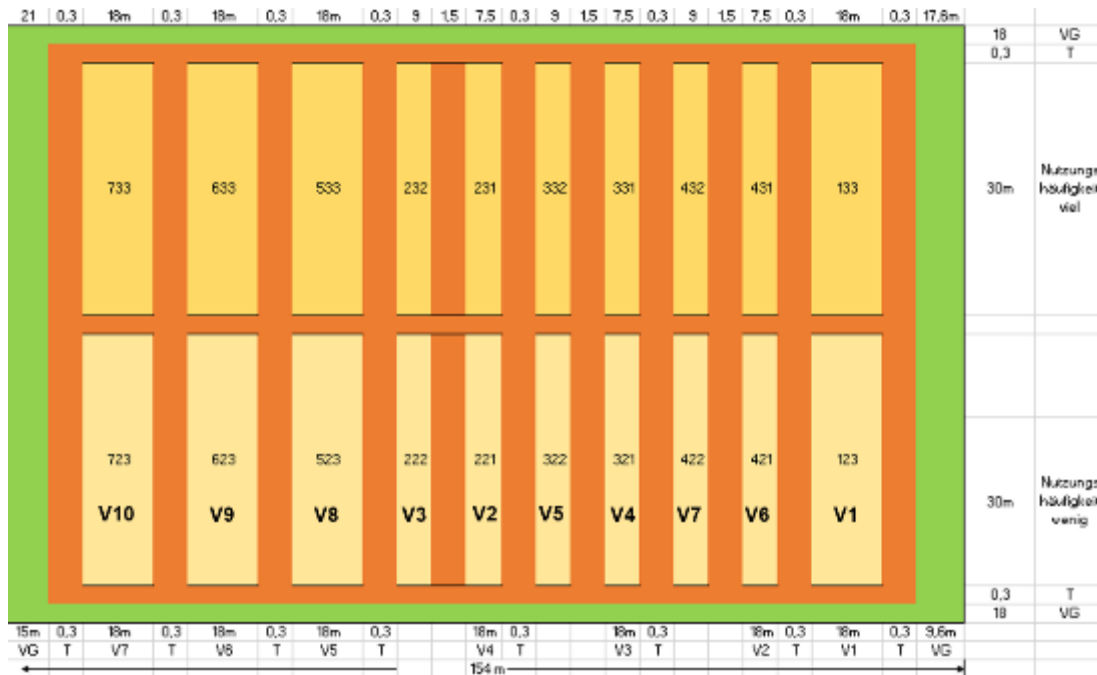 21 0,3 18m 0,3 18m 0,3 18m 0,3 9 1,5 7,5 0,3 9 1,5 7,5 0,3 9 1,5 7,5 0,3 18m 0,3 17,6m
18 VG
0,3 T
733 633 533 232 231 332 331 432 431 133
30m
Nutzungs
häufigkeit
viel
723 623 523 222 221 322 321 422 421 123
V10 V9 V8 V3 V2 V5 V4 V7 V6 V1
30m
Nutzungs
häufigkeit
wenig
0,3 T
18 VG
15m 0,3 18m 0,3 18m 0,3 18m 0,3 18m 0,3 18m 0,3 18m 0,3 18m 0,3 9,6m
VG T V7 T V6 T V5 T V4 T V3 T V2 T V1 T VG
154 m